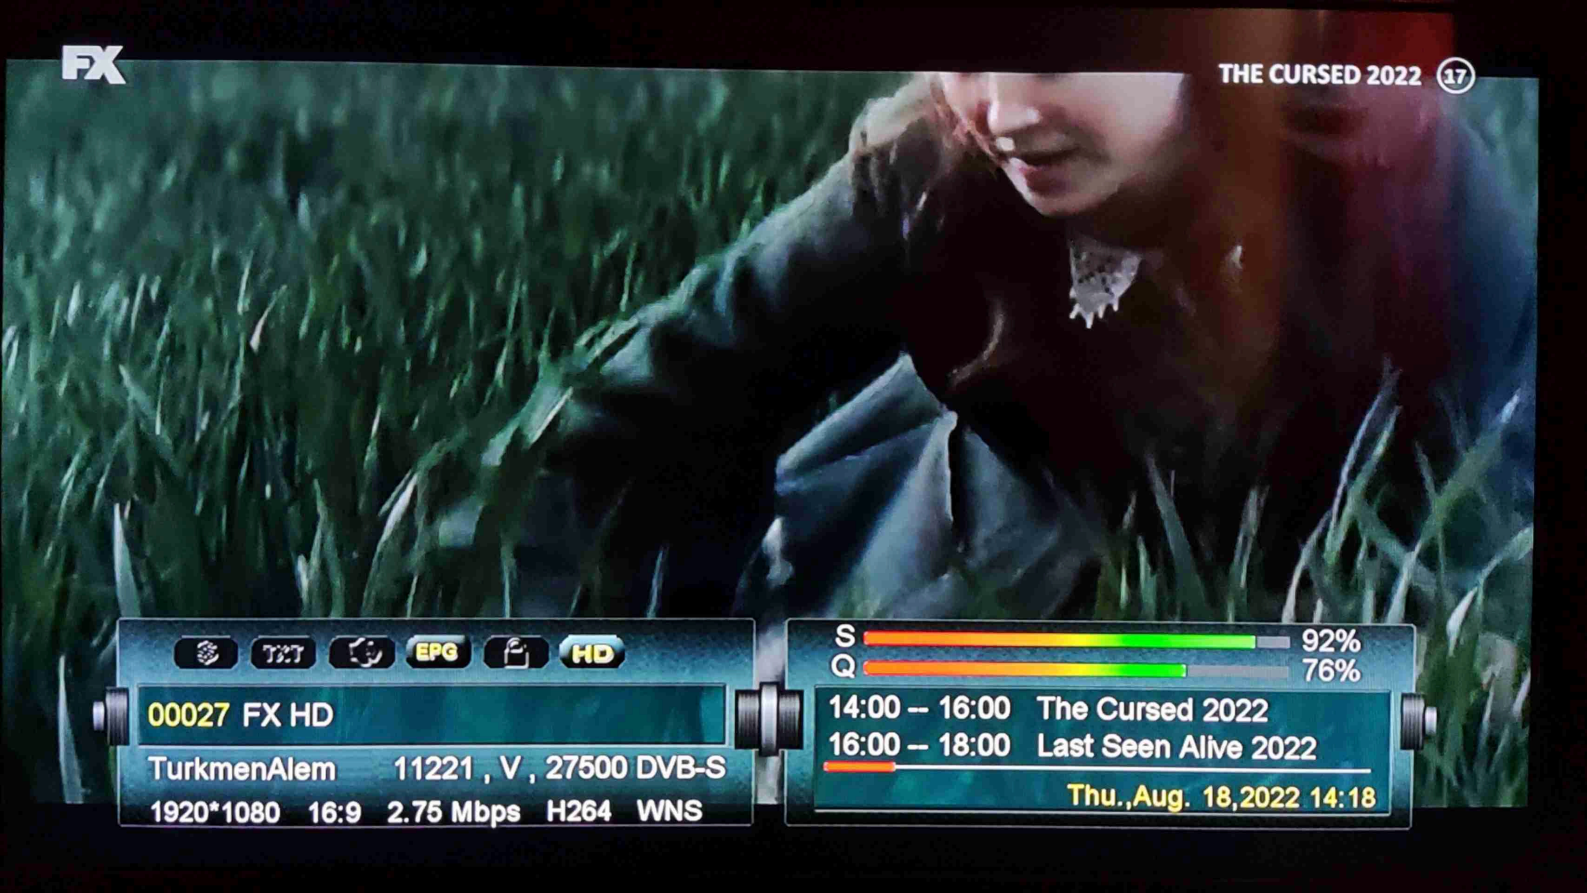 FX
THE CURSED 2022 17
TXT EPG HD
00027 FX HD
TurkmenAlem 11221 , V , 27500 DVB-S
1920*1080 16:9 2.75 Mbps H264 WNS
S 92%
Q 76%
14:00 -- 16:00 The Cursed 2022
16:00 -- 18:00 Last Seen Alive 2022
Thu.,Aug. 18,2022 14:18